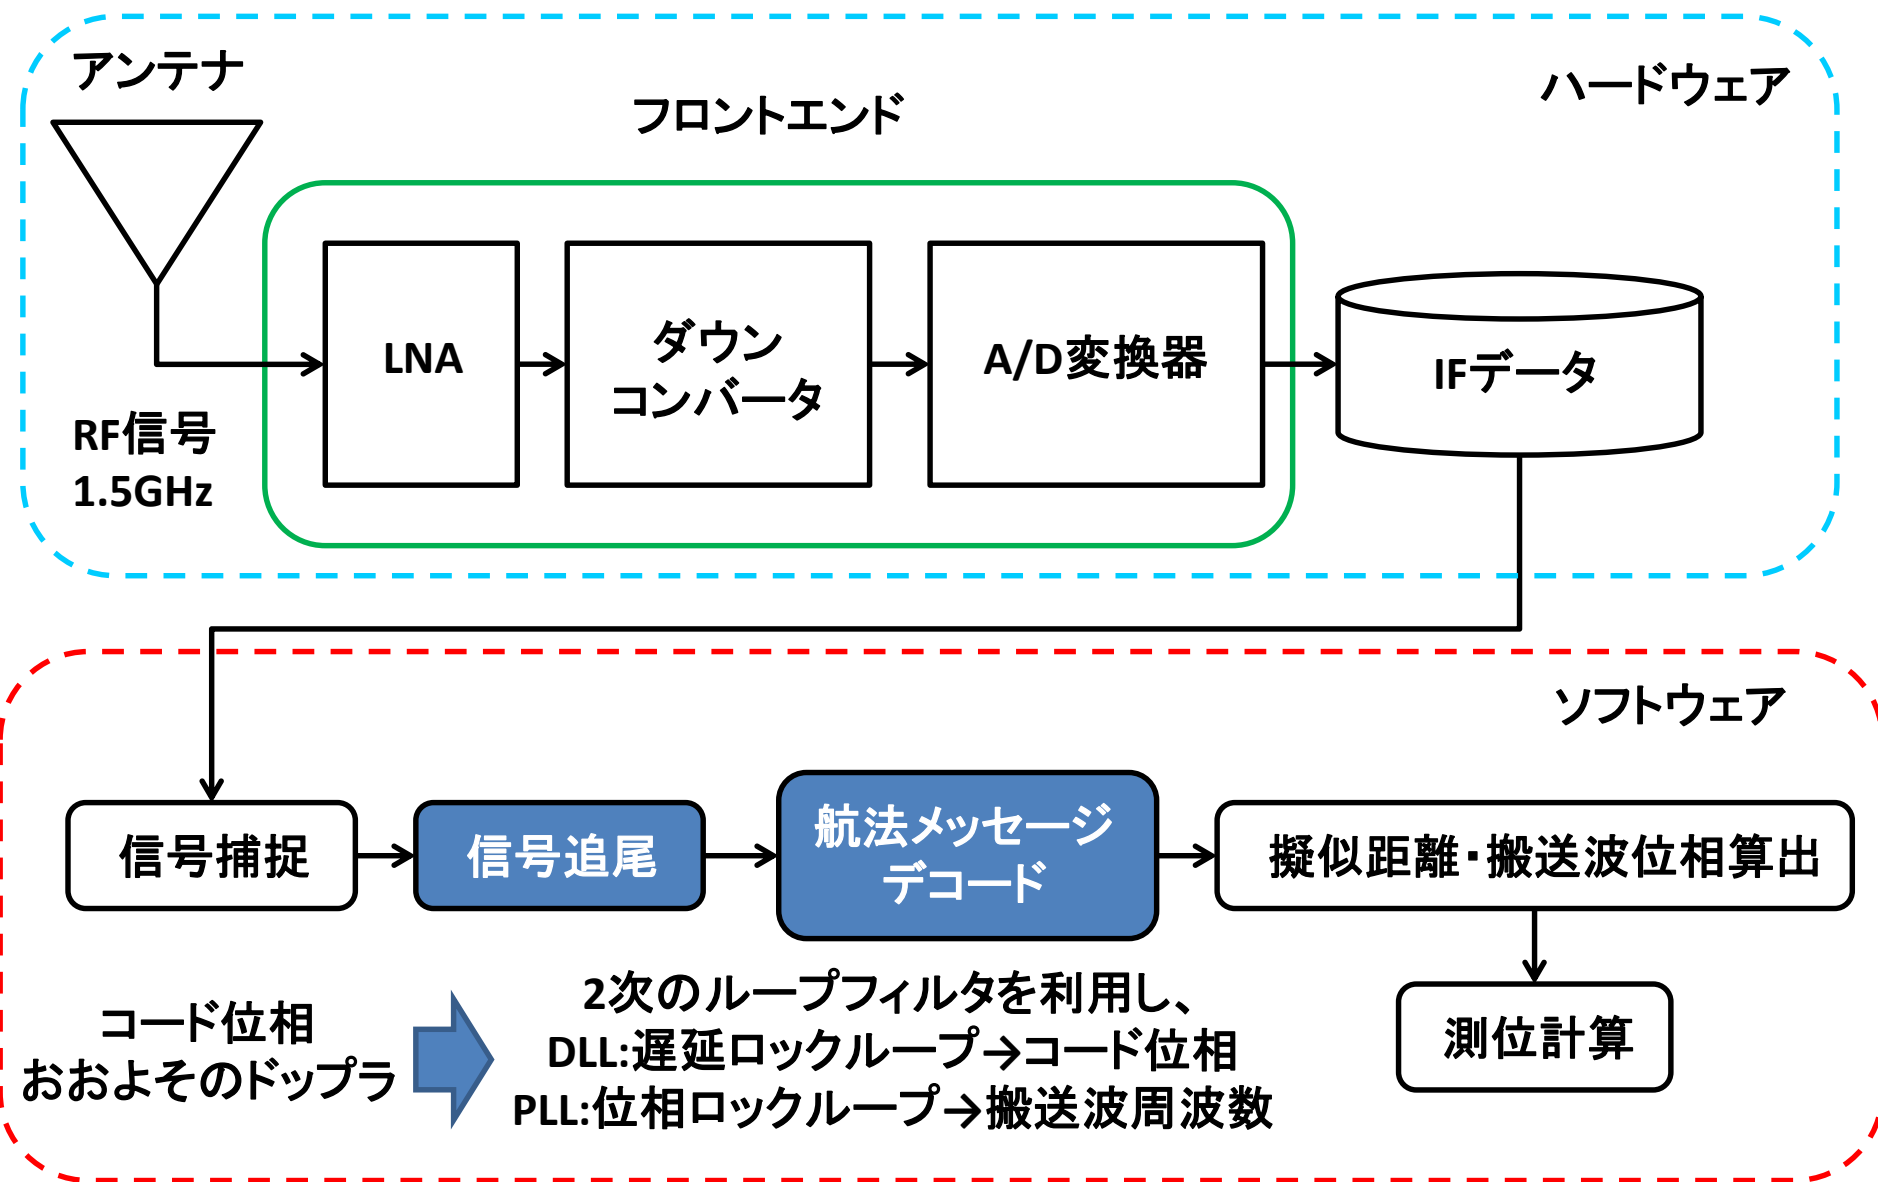 アンテナ
ハードウェア
フロントエンド
LNA
ダウン
コンバータ
A/D変換器
IFデータ
RF信号
1.5GHz
ソフトウェア
信号捕捉
信号追尾
航法メッセージ
デコード
擬似距離・搬送波位相算出
コード位相
おおよそのドップラ
2次のループフィルタを利用し、
DLL:遅延ロックループ→コード位相
PLL:位相ロックループ→搬送波周波数
測位計算